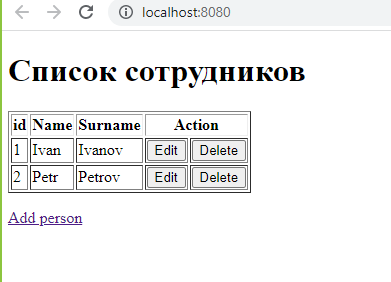 localhost:8080
Список сотрудников
id Name Surname Action
1 Ivan Ivanov Edit Delete
2 Petr Petrov Edit Delete
Add person